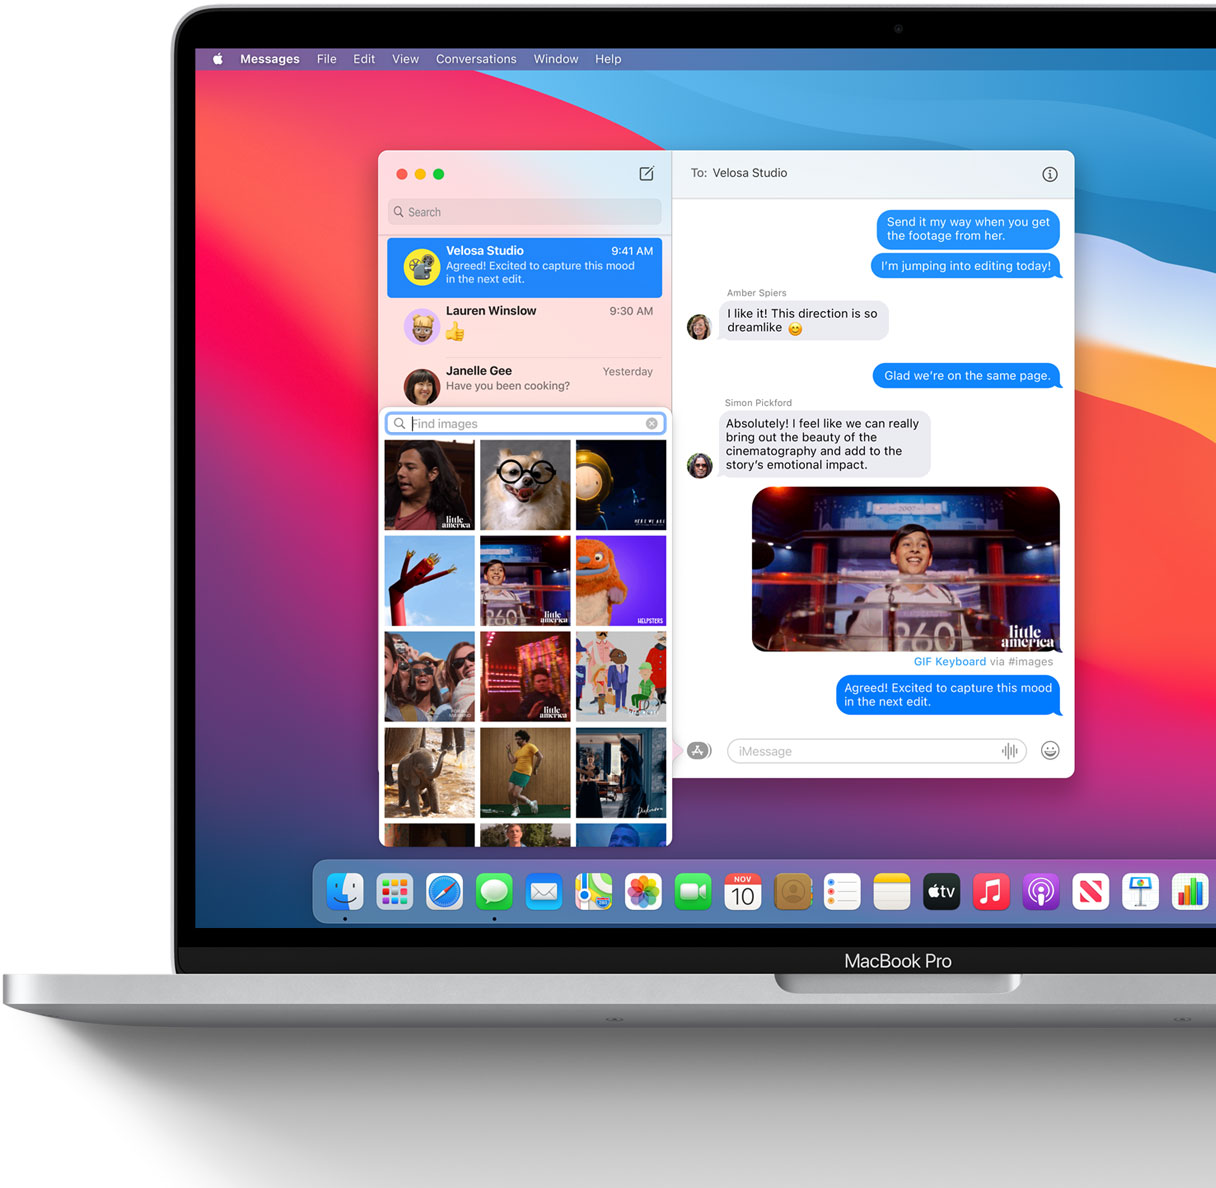 Messages File Edit View Conversations Window Help
To: Velosa Studio
Search
Velosa Studio 9:41 AM
Agreed! Excited to capture this mood
in the next edit.
Lauren Winslow 9:30 AM
Janelle Gee Yesterday
Have you been cooking?
Find images
little
america
HERE WE ARE
little
america
HELPSTERS
little
america
Dickinson
Send it my way when you get
the footage from her.
I'm jumping into editing today!
Amber Spiers
I like it! This direction is so
dreamlike 😊
Glad we're on the same page.
Simon Pickford
Absolutely! I feel like we can really
bring out the beauty of the
cinematography and add to the
story's emotional impact.
2007
860
little
america
GIF Keyboard via #images
Agreed! Excited to capture this mood
in the next edit.
iMessage
NOV
10
tv
MacBook Pro